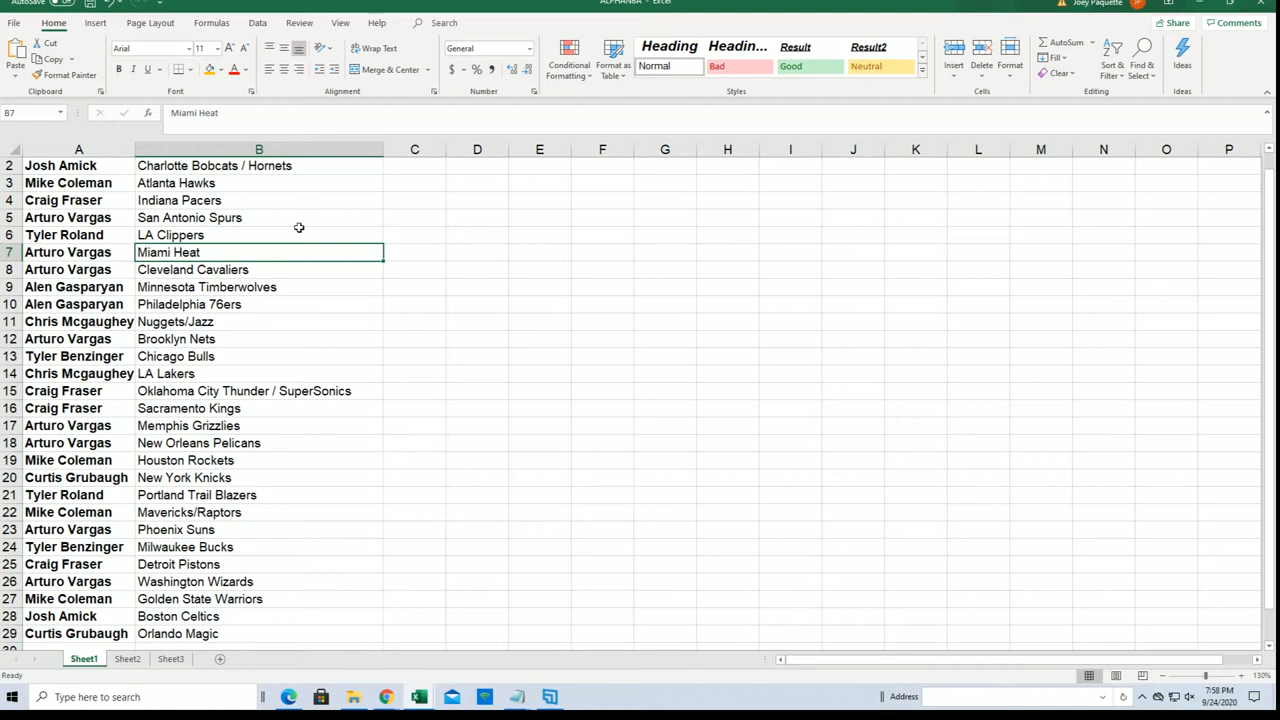 AutoSave Off ALPHANBA - Excel Joey Paquette JP
File Home Insert Page Layout Formulas Data Review View Help Search Share Comments
Paste Cut Copy Format Painter Clipboard
Arial 11 A A B I U A Font
Wrap Text Merge & Center Alignment
General $ % , Number
Conditional Formatting Format as Table
Heading Headin... Result Result2
Normal Bad Good Neutral
Styles
Insert Delete Format Cells
AutoSum Fill Clear Sort & Filter Find & Select Editing
Ideas Ideas
B7 fx Miami Heat
A B C D E F G H I J K L M N O P
2 Josh Amick Charlotte Bobcats / Hornets
3 Mike Coleman Atlanta Hawks
4 Craig Fraser Indiana Pacers
5 Arturo Vargas San Antonio Spurs
6 Tyler Roland LA Clippers
7 Arturo Vargas Miami Heat
8 Arturo Vargas Cleveland Cavaliers
9 Alen Gasparyan Minnesota Timberwolves
10 Alen Gasparyan Philadelphia 76ers
11 Chris Mcgaughey Nuggets/Jazz
12 Arturo Vargas Brooklyn Nets
13 Tyler Benzinger Chicago Bulls
14 Chris Mcgaughey LA Lakers
15 Craig Fraser Oklahoma City Thunder / SuperSonics
16 Craig Fraser Sacramento Kings
17 Arturo Vargas Memphis Grizzlies
18 Arturo Vargas New Orleans Pelicans
19 Mike Coleman Houston Rockets
20 Curtis Grubaugh New York Knicks
21 Tyler Roland Portland Trail Blazers
22 Mike Coleman Mavericks/Raptors
23 Arturo Vargas Phoenix Suns
24 Tyler Benzinger Milwaukee Bucks
25 Craig Fraser Detroit Pistons
26 Arturo Vargas Washington Wizards
27 Mike Coleman Golden State Warriors
28 Josh Amick Boston Celtics
29 Curtis Grubaugh Orlando Magic
30
Sheet1 Sheet2 Sheet3
Ready 130%
Type here to search Address 7:58 PM
9/24/2020